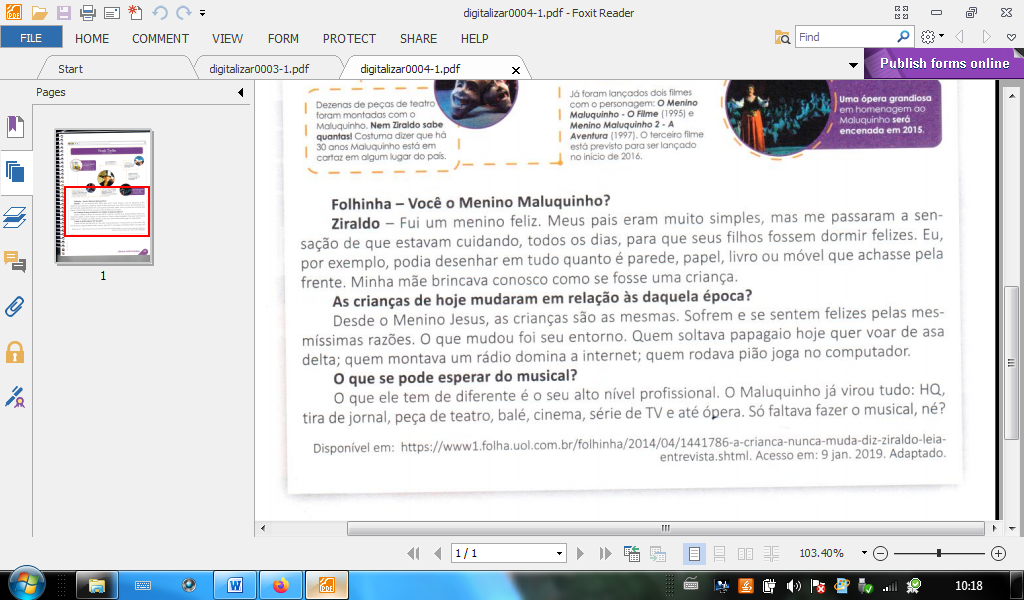 digitalizar0004-1.pdf - Foxit Reader
FILE HOME COMMENT VIEW FORM PROTECT SHARE HELP
Find
Start digitalizar0003-1.pdf digitalizar0004-1.pdf
Publish forms online
Pages
1
Dezenas de peças de teatro
foram montadas com o
Maluquinho. Nem Ziraldo sabe
quantas! Costuma dizer que há
30 anos Maluquinho está em
cartaz em algum lugar do país.
Já foram lançados dois filmes
com o personagem: O Menino
Maluquinho - O Filme (1995) e
Menino Maluquinho 2 - A
Aventura (1997). O terceiro filme
está previsto para ser lançado
no início de 2016.
Uma ópera grandiosa
em homenagem ao
Maluquinho será
encenada em 2015.
Folhinha – Você o Menino Maluquinho?
Ziraldo – Fui um menino feliz. Meus pais eram muito simples, mas me passaram a sen-
sação de que estavam cuidando, todos os dias, para que seus filhos fossem dormir felizes. Eu,
por exemplo, podia desenhar em tudo quanto é parede, papel, livro ou móvel que achasse pela
frente. Minha mãe brincava conosco como se fosse uma criança.
As crianças de hoje mudaram em relação às daquela época?
Desde o Menino Jesus, as crianças são as mesmas. Sofrem e se sentem felizes pelas mes-
míssimas razões. O que mudou foi seu entorno. Quem soltava papagaio hoje quer voar de asa
delta; quem montava um rádio domina a internet; quem rodava pião joga no computador.
O que se pode esperar do musical?
O que ele tem de diferente é o seu alto nível profissional. O Maluquinho já virou tudo: HQ,
tira de jornal, peça de teatro, balé, cinema, série de TV e até ópera. Só faltava fazer o musical, né?
Disponível em: https://www1.folha.uol.com.br/folhinha/2014/04/1441786-a-crianca-nunca-muda-diz-ziraldo-leia-
entrevista.shtml. Acesso em: 9 jan. 2019. Adaptado.
1 / 1
103.40%
10:18